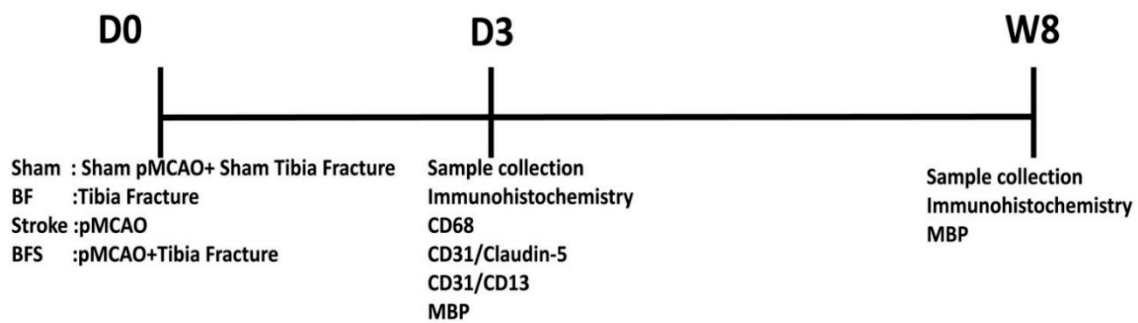 D0 D3 W8
Sham : Sham pMCAO+ Sham Tibia Fracture
BF :Tibia Fracture
Stroke :pMCAO
BFS :pMCAO+Tibia Fracture
Sample collection
Immunohistochemistry
CD68
CD31/Claudin-5
CD31/CD13
MBP
Sample collection
Immunohistochemistry
MBP